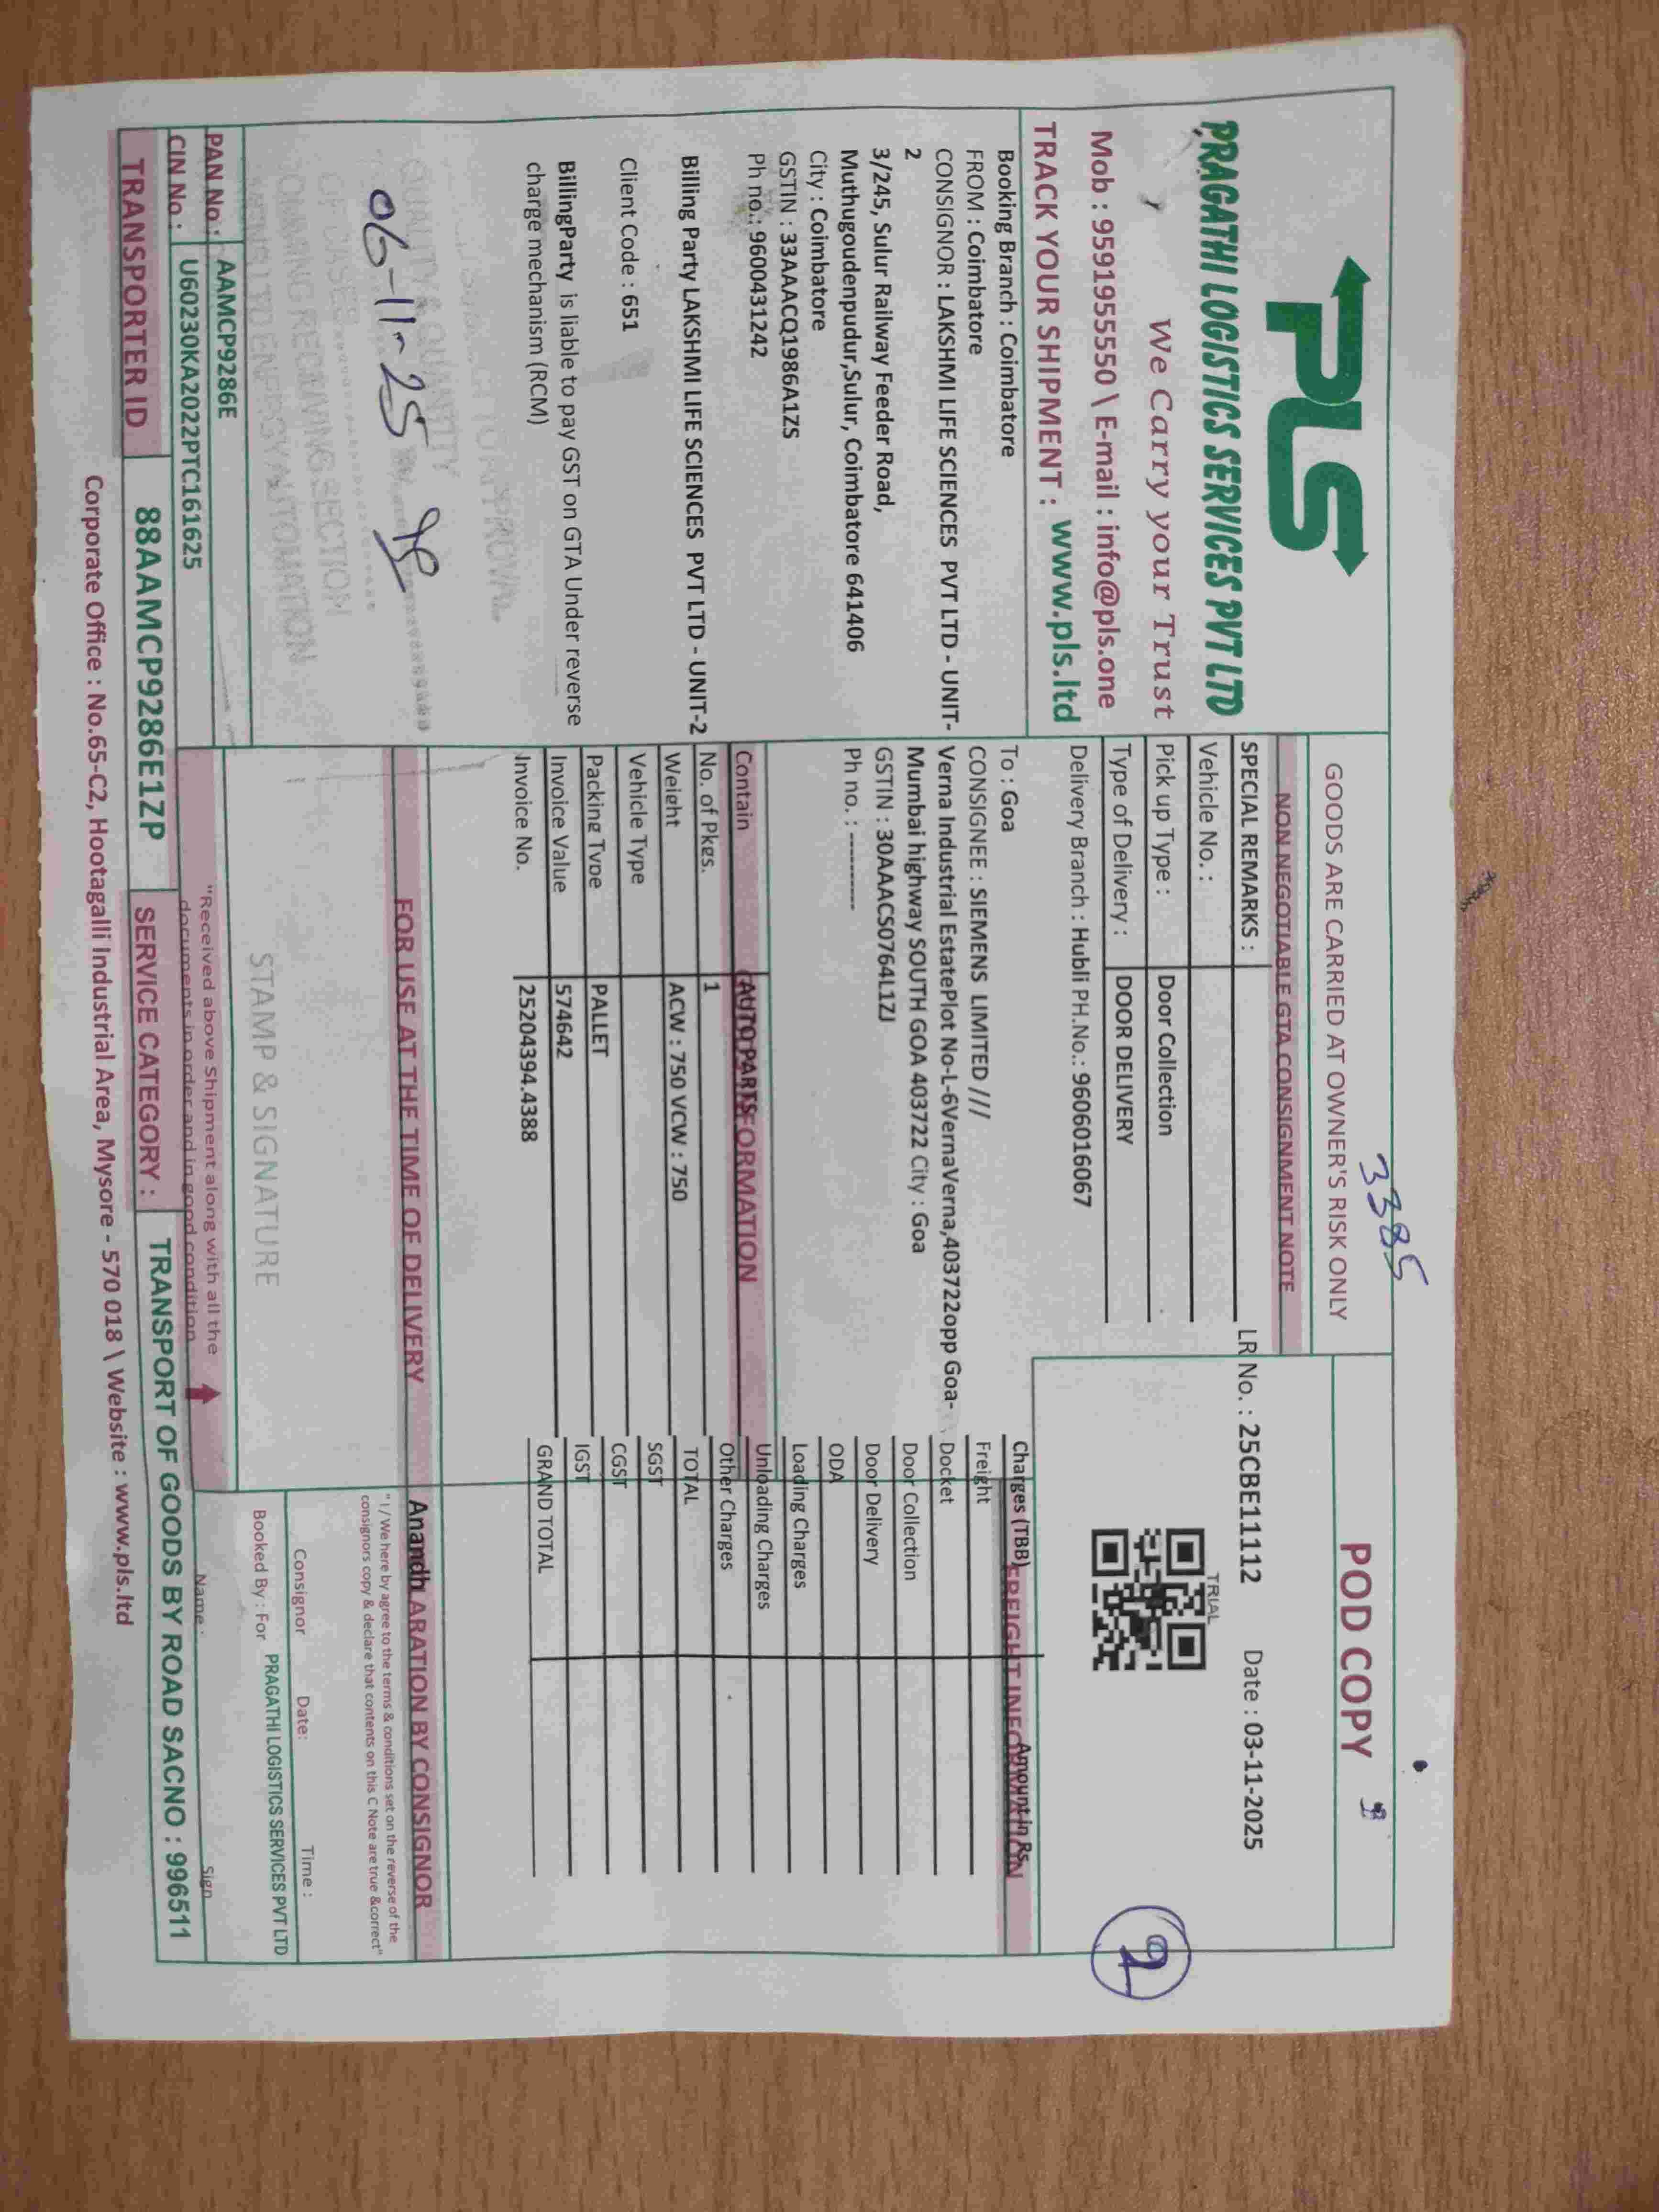 3385
PLS
PRAGATHI LOGISTICS SERVICES PVT LTD
We Carry your Trust
Mob : 9591955550 \ E-mail : info@pls.one
TRACK YOUR SHIPMENT : www.pls.ltd
GOODS ARE CARRIED AT OWNER'S RISK ONLY
NON NEGOTIABLE GTA CONSIGNMENT NOTE
SPECIAL REMARKS :
Vehicle No. :
Pick up Type : Door Collection
Type of Delivery : DOOR DELIVERY
Delivery Branch : Hubli PH.No.: 9606016067
POD COPY
LR No. : 25CBE11112 Date : 03-11-2025
TRIAL
2
Booking Branch : Coimbatore
FROM : Coimbatore
CONSIGNOR : LAKSHMI LIFE SCIENCES PVT LTD - UNIT-
2
3/245, Sulur Railway Feeder Road,
Muthugoudenpudur,Sulur, Coimbatore 641406
City : Coimbatore
GSTIN : 33AAACQ1986A1ZS
Ph no.: 9600431242
Billing Party LAKSHMI LIFE SCIENCES PVT LTD - UNIT-2
Client Code : 651
BillingParty is liable to pay GST on GTA Under reverse
charge mechanism (RCM)
To : Goa
CONSIGNEE : SIEMENS LIMITED ///
Verna Industrial EstatePlot No-L-6VernaVerna,403722opp Goa-
Mumbai highway SOUTH GOA 403722 City : Goa
GSTIN : 30AAACS0764L1ZJ
Ph no. : --------
Contain AUTO PARTS FORMATION
No. of Pkgs. 1
Weight ACW : 750 VCW : 750
Vehicle Type
Packing Type PALLET
Invoice Value 574642
Invoice No. 25204394.4388
Charges (TBB) FREIGHT INFORMATION Amount in Rs
Freight
Docket
Door Collection
Door Delivery
ODA
Loading Charges
Unloading Charges
Other Charges
TOTAL
SGST
CGST
IGST
GRAND TOTAL
QUALITY & QUANTITY
06-11-25
PAN No : AAMCP9286E
CIN No : U60230KA2022PTC161625
FOR USE AT THE TIME OF DELIVERY
STAMP & SIGNATURE
"Received above Shipment along with all the
documents in order and in good condition
Anandh ARATION BY CONSIGNOR
" I / We here by agree to the terms & conditions set on the reverse of the
consignors copy & declare that contents on this C Note are true &correct"
Consignor Date: Time :
Booked By : For PRAGATHI LOGISTICS SERVICES PVT LTD
Name : Sign
TRANSPORTER ID 88AAMCP9286E1ZP SERVICE CATEGORY : TRANSPORT OF GOODS BY ROAD SACNO : 996511
Corporate Office : No.65-C2, Hootagalli Industrial Area, Mysore - 570 018 \ Website : www.pls.ltd